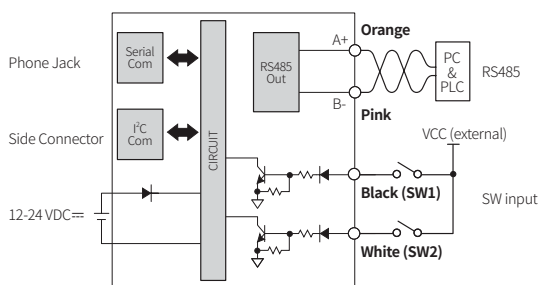 Orange
A+
Phone Jack
Serial
Com
RS485
Out
PC
&
PLC
RS485
B-
Pink
Side Connector
I²C
Com
CIRCUIT
VCC (external)
Black (SW1)
SW input
12-24 VDC⎓
White (SW2)